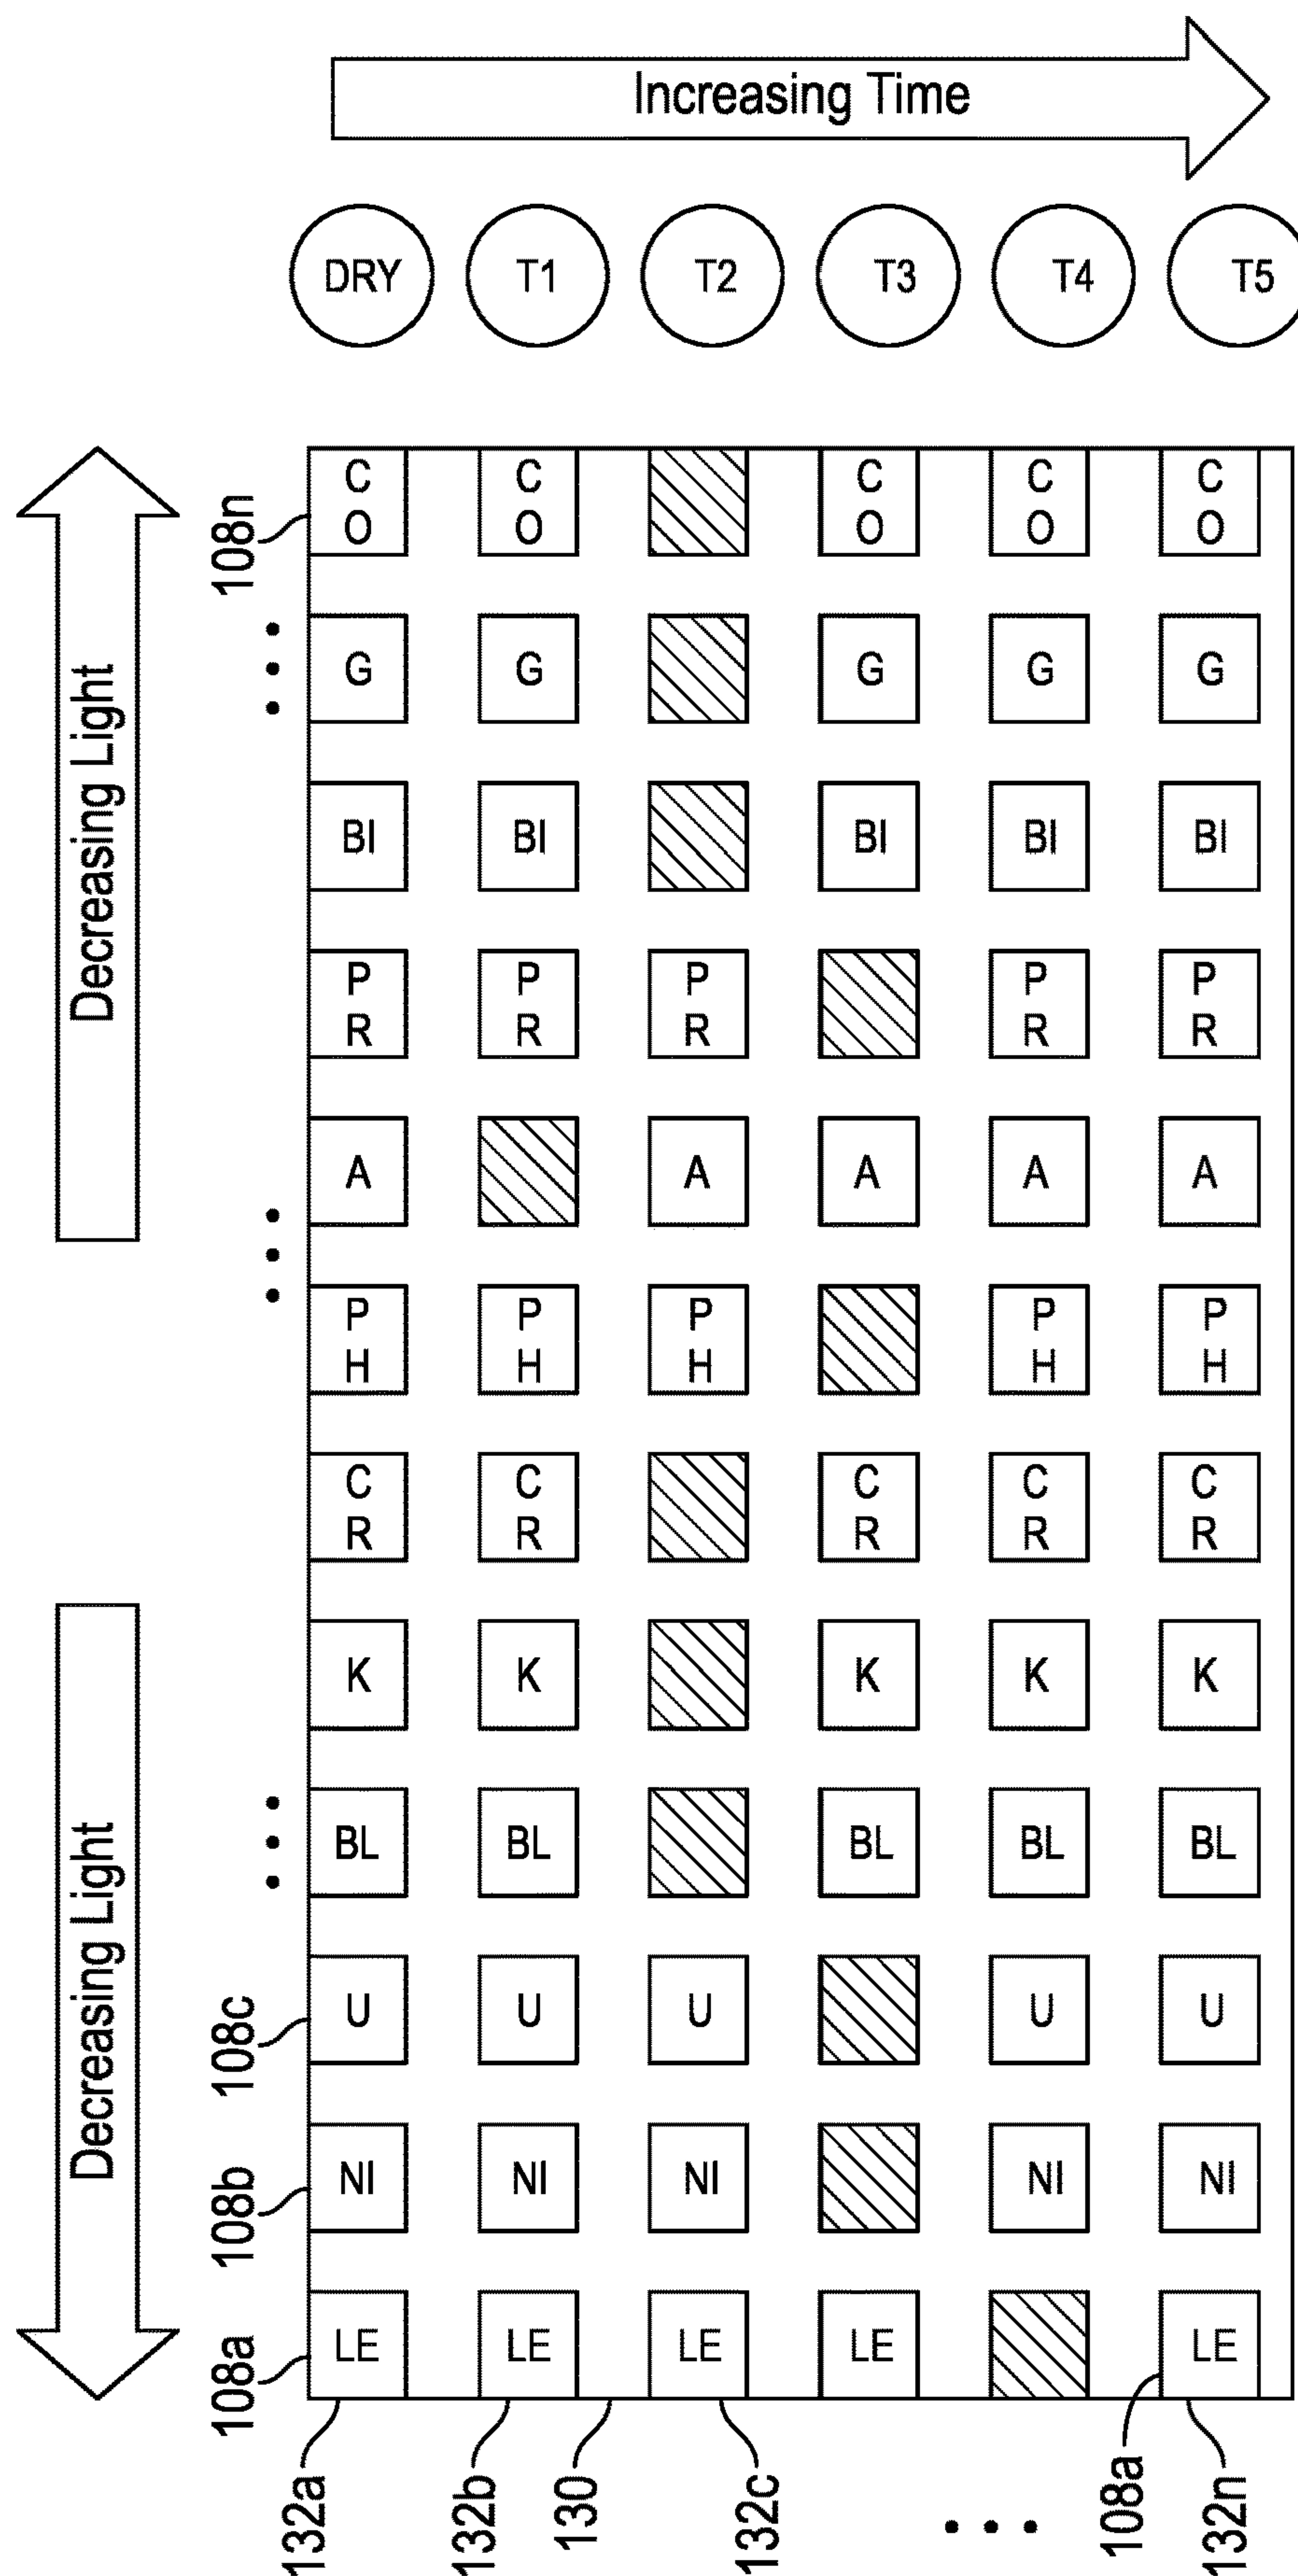 Increasing Time
DRY T1 T2 T3 T4 T5
Decreasing Light
Decreasing Light
108n
108c
108b
108a
C O C O C O C O C O
G G G G G
BI BI BI BI BI
P R P R P R P R P R
A A A A A
P H P H P H P H P H
C R C R C R C R C R
K K K K K
BL BL BL BL BL
U U U U U
NI NI NI NI NI
LE LE LE LE LE
132a
132b
130
132c
108a
132n